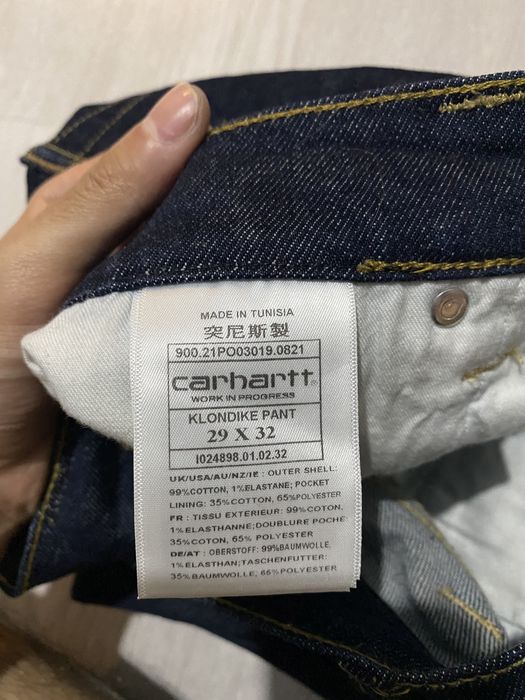 MADE IN TUNISIA
突尼斯製
900.21PO03019.0821
carhartt®
WORK IN PROGRESS
KLONDIKE PANT
29 X 32
I024898.01.02.32
UK/USA/AU/NZ/IE : OUTER SHELL:
99%COTTON, 1%ELASTANE; POCKET
LINING: 35%COTTON, 65%POLYESTER
FR : TISSU EXTERIEUR: 99%COTON,
1%ELASTHANNE;DOUBLURE POCHE
35%COTON, 65% POLYESTER
DE/AT : OBERSTOFF: 99%BAUMWOLLE,
1%ELASTHAN;TASCHENFUTTER:
35%BAUMWOLLE, 65% POLYESTER